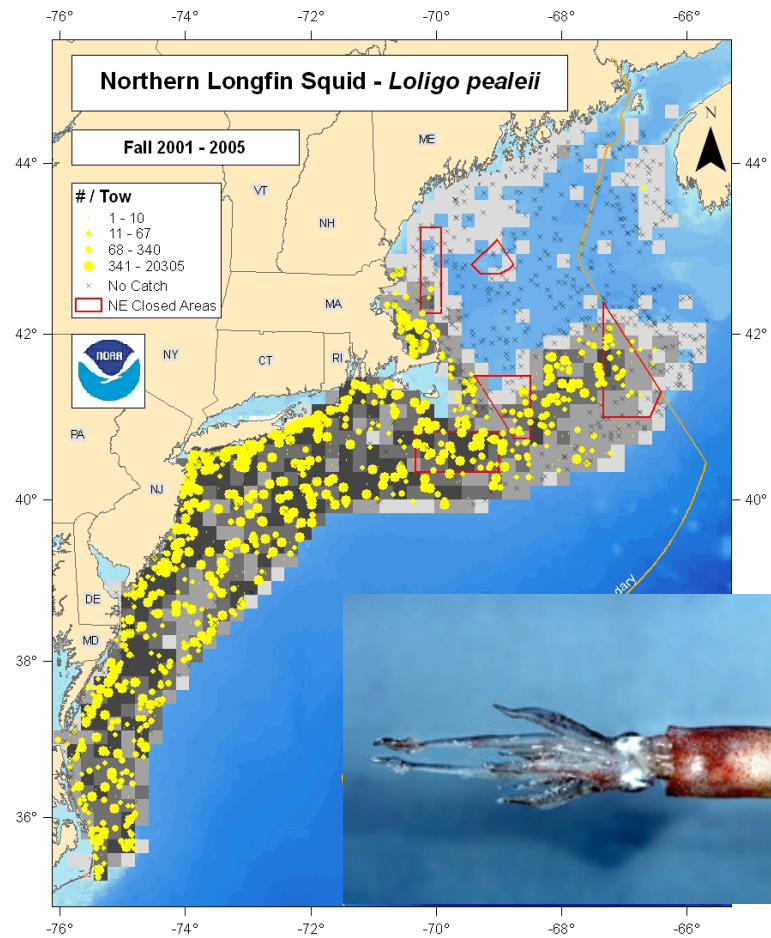 -76° -74° -72° -70° -68° -66°
Northern Longfin Squid - Loligo pealeii
N
Fall 2001 - 2005
ME
44° 44°
# / Tow
1 - 10
11 - 67
68 - 340
341 - 20305
No Catch
NE Closed Areas
VT
NH
MA
42° 42°
NOAA
NY
CT
RI
PA
NJ
40° 40°
DE
dary
MD
38°
36°
-76° -74° -72° -70° -68° -66°